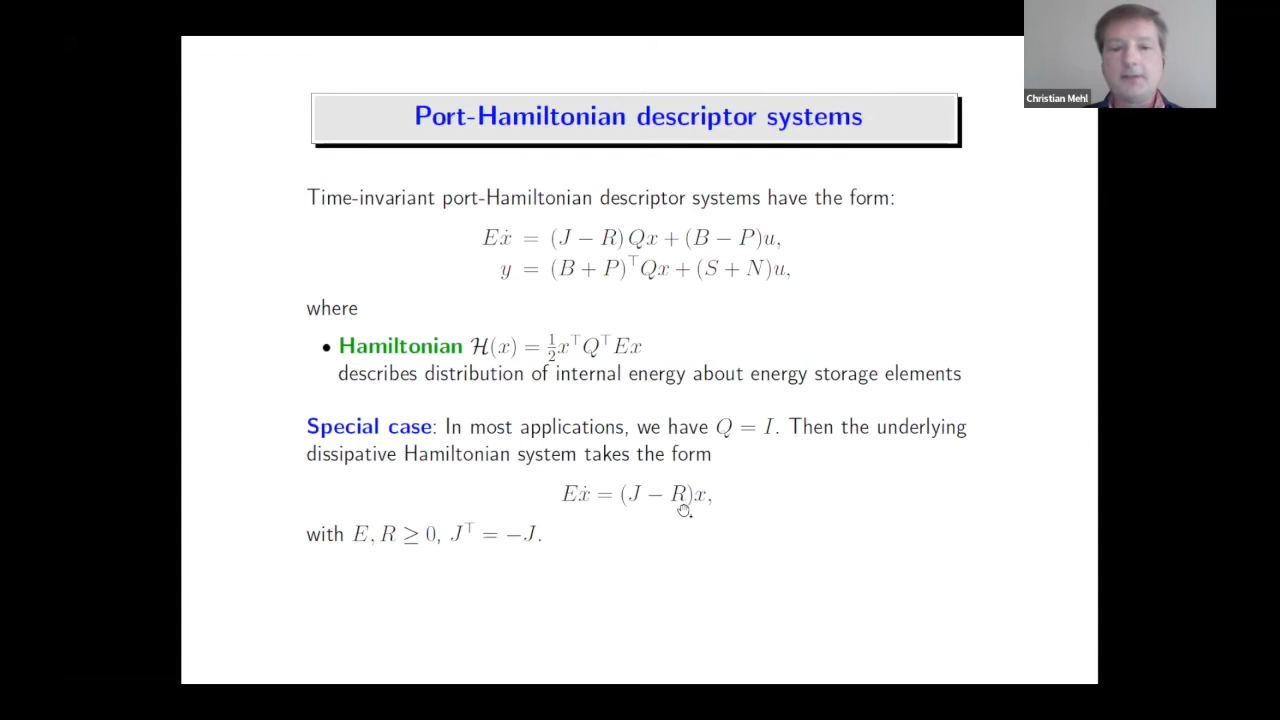 Christian Mehl
Port-Hamiltonian descriptor systems
Time-invariant port-Hamiltonian descriptor systems have the form:
Eẋ = (J − R) Qx + (B − P)u,
y = (B + P)^⊤Qx + (S + N)u,
where
• Hamiltonian ℋ(x) = ½x^⊤Q^⊤Ex
describes distribution of internal energy about energy storage elements
Special case: In most applications, we have Q = I. Then the underlying
dissipative Hamiltonian system takes the form
Eẋ = (J − R)x,
with E, R ≥ 0, J^⊤ = −J.